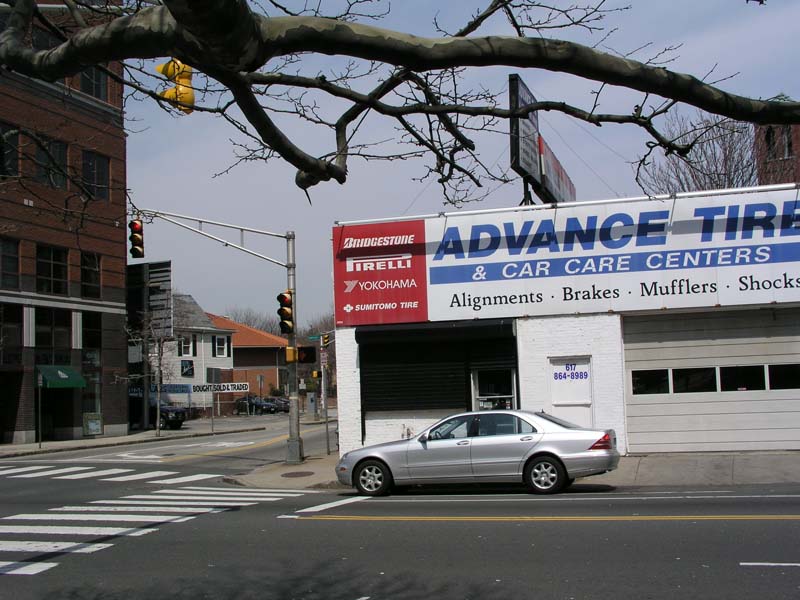 BRIDGESTONE
PIRELLI
YOKOHAMA
SUMITOMO TIRE
ADVANCE TIRE
& CAR CARE CENTERS
Alignments · Brakes · Mufflers · Shocks
617
864-8989
BOUGHT, SOLD & TRADED